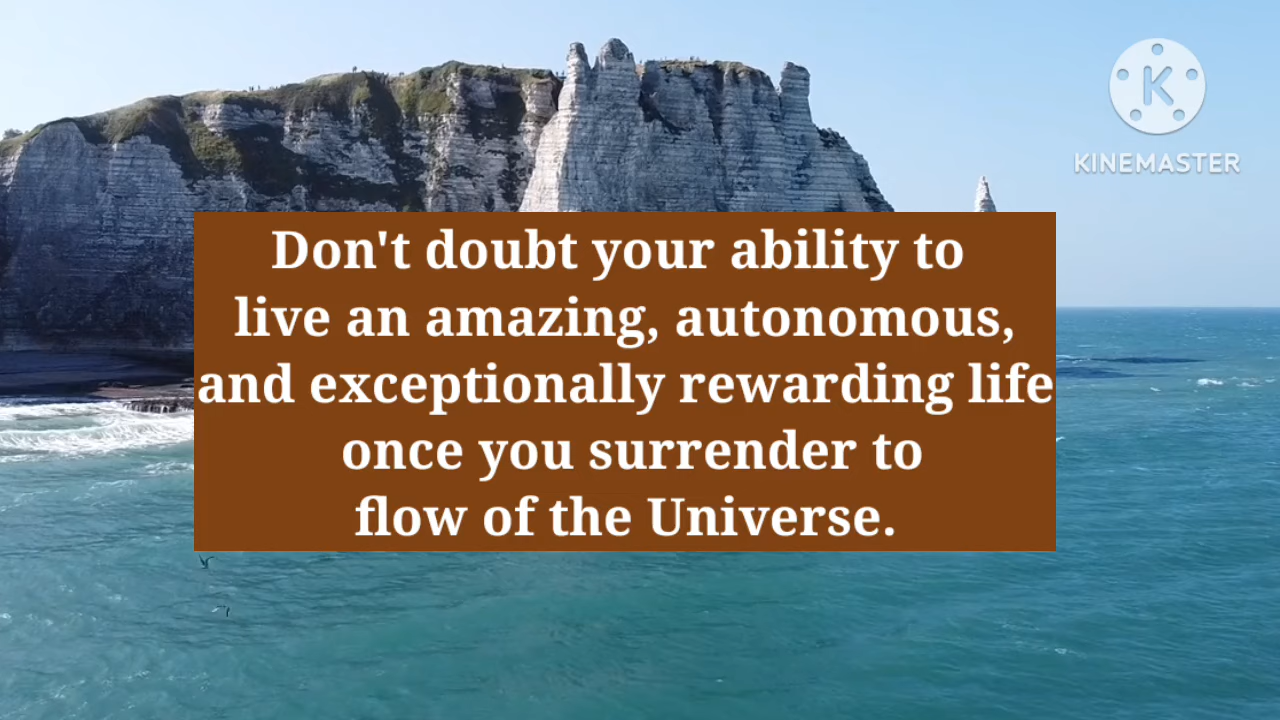 KINEMASTER
Don't doubt your ability to
live an amazing, autonomous,
and exceptionally rewarding life
once you surrender to
flow of the Universe.